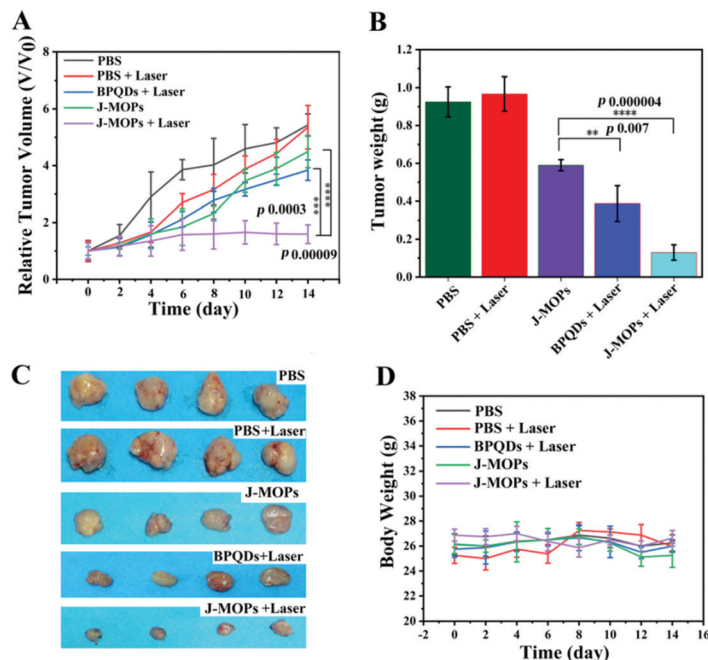 A
Relative Tumor Volume (V/V0)
8
6
4
2
0
PBS
PBS + Laser
BPQDs + Laser
J-MOPs
J-MOPs + Laser
p 0.0003
***
****
p 0.00009
0 2 4 6 8 10 12 14
Time (day)
B
Tumor weight (g)
1.2
1.0
0.8
0.6
0.4
0.2
0.0
p 0.000004
****
** p 0.007
PBS
PBS + Laser
J-MOPs
BPQDs + Laser
J-MOPs + Laser
C
PBS
PBS+Laser
J-MOPs
BPQDs+Laser
J-MOPs +Laser
D
Body Weight (g)
38
36
34
32
30
28
26
24
22
20
PBS
PBS + Laser
BPQDs + Laser
J-MOPs
J-MOPs + Laser
-2 0 2 4 6 8 10 12 14 16
Time (day)